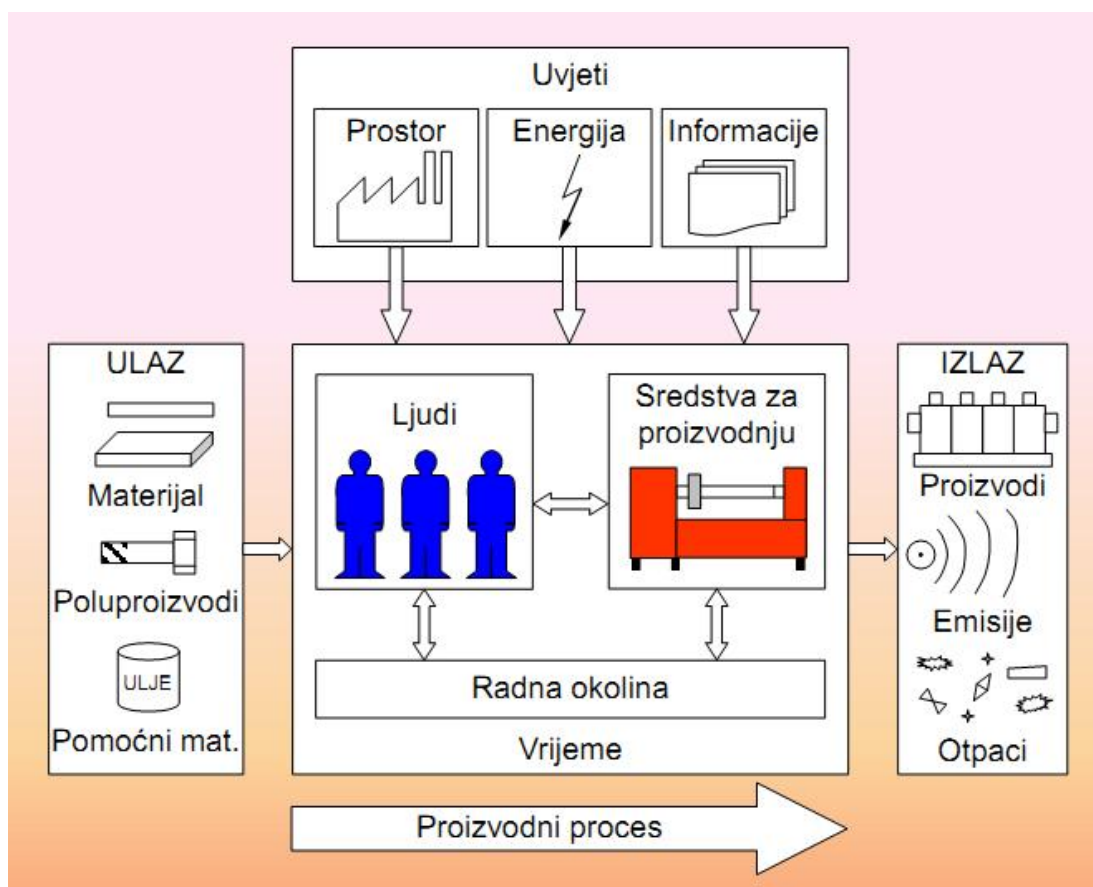 Uvjeti
Prostor
Energija
Informacije
ULAZ
Materijal
Poluproizvodi
ULJE
Pomoćni mat.
Ljudi
Sredstva za
proizvodnju
Radna okolina
Vrijeme
IZLAZ
Proizvodi
Emisije
Otpaci
Proizvodni proces